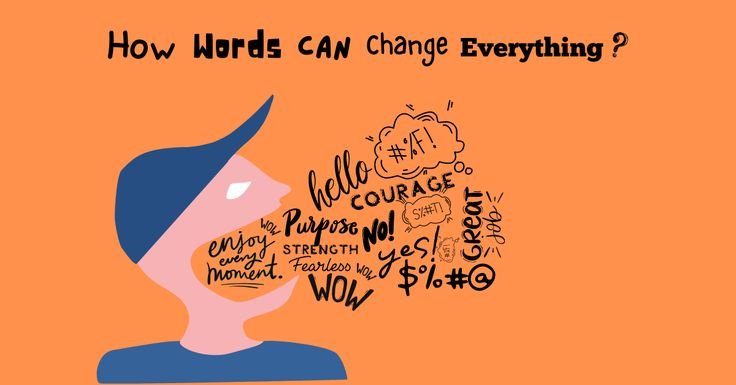 How Words CAN Change Everything ?
#%F!
hello
COURAGE
S%#T!
GREAT
Job
WOW
Purpose
No!
enjoy
every
moment.
STRENGTH
yes!
Fearless
WOW
WOW
$%#@